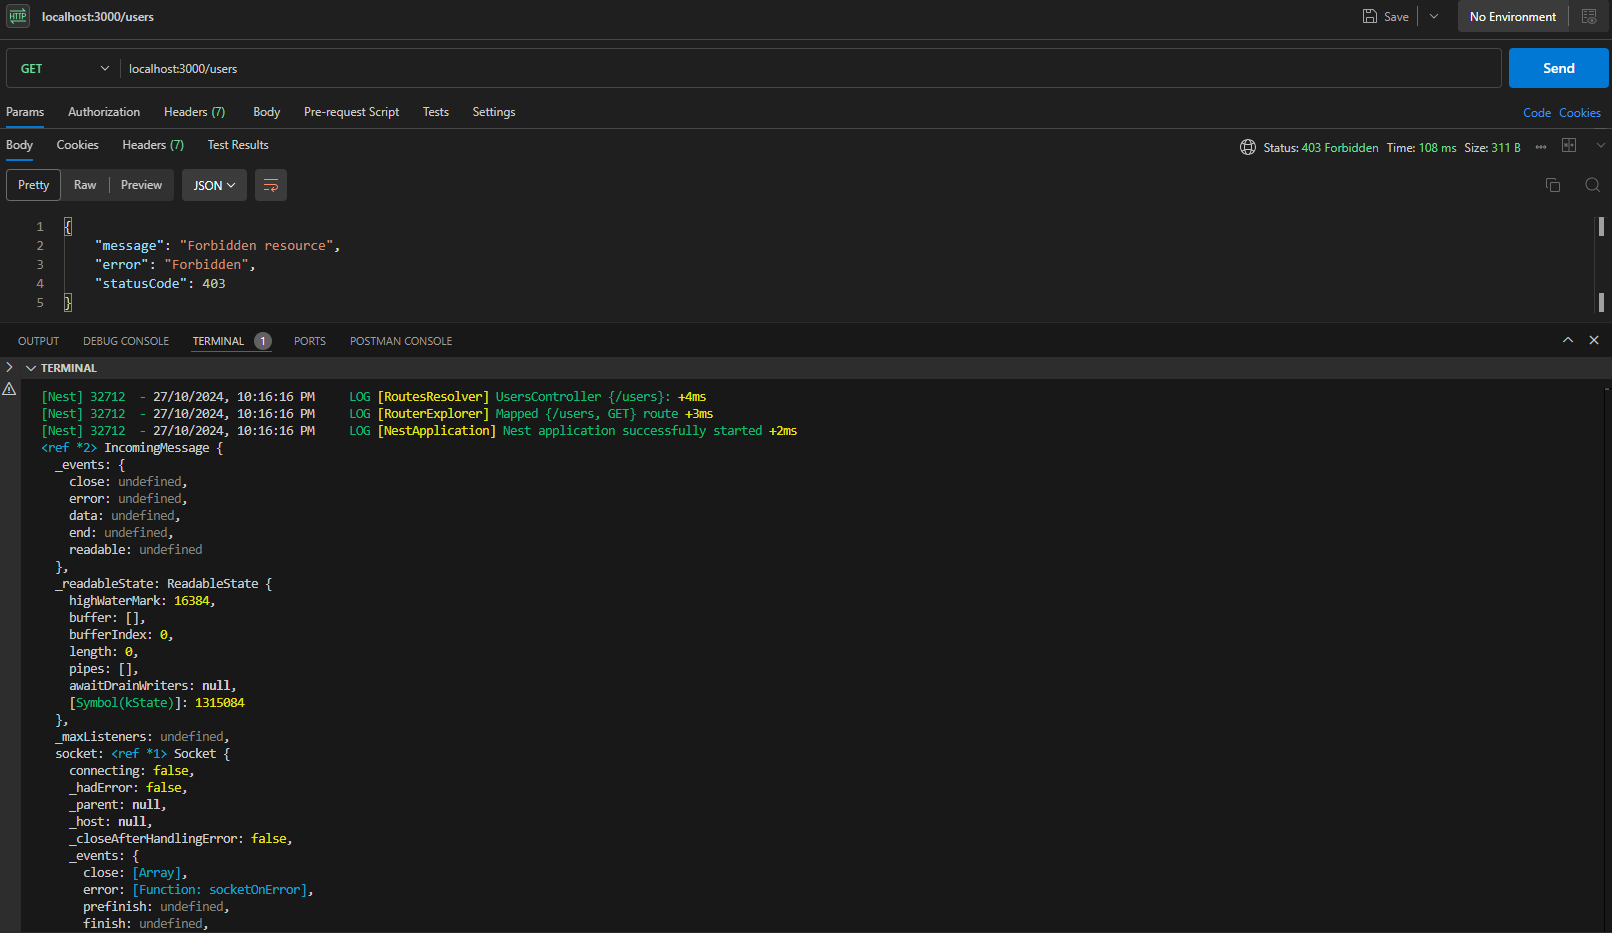 HTTP localhost:3000/users Save No Environment
GET localhost:3000/users Send
Params Authorization Headers (7) Body Pre-request Script Tests Settings Code Cookies
Body Cookies Headers (7) Test Results Status: 403 Forbidden Time: 108 ms Size: 311 B
Pretty Raw Preview JSON
1 {
2 "message": "Forbidden resource",
3 "error": "Forbidden",
4 "statusCode": 403
5 }
OUTPUT DEBUG CONSOLE TERMINAL 1 PORTS POSTMAN CONSOLE
TERMINAL
[Nest] 32712 - 27/10/2024, 10:16:16 PM LOG [RoutesResolver] UsersController {/users}: +4ms
[Nest] 32712 - 27/10/2024, 10:16:16 PM LOG [RouterExplorer] Mapped {/users, GET} route +3ms
[Nest] 32712 - 27/10/2024, 10:16:16 PM LOG [NestApplication] Nest application successfully started +2ms
<ref *2> IncomingMessage {
_events: {
close: undefined,
error: undefined,
data: undefined,
end: undefined,
readable: undefined
},
_readableState: ReadableState {
highWaterMark: 16384,
buffer: [],
bufferIndex: 0,
length: 0,
pipes: [],
awaitDrainWriters: null,
[Symbol(kState)]: 1315084
},
_maxListeners: undefined,
socket: <ref *1> Socket {
connecting: false,
_hadError: false,
_parent: null,
_host: null,
_closeAfterHandlingError: false,
_events: {
close: [Array],
error: [Function: socketOnError],
prefinish: undefined,
finish: undefined,